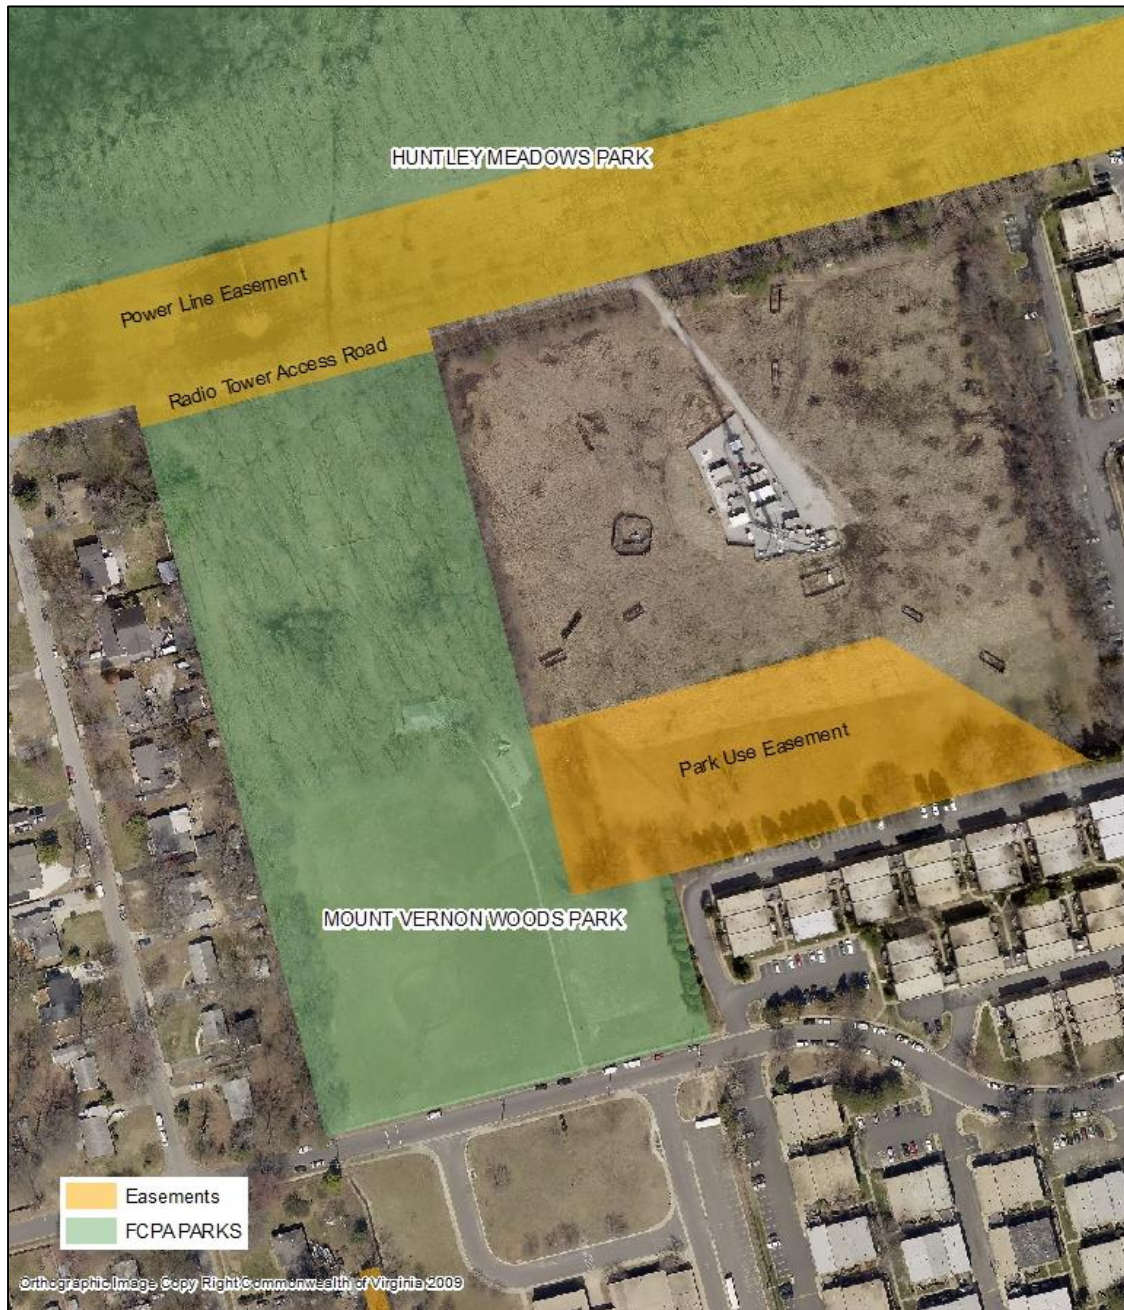 HUNTLEY MEADOWS PARK
Power Line Easement
Radio Tower Access Road
Park Use Easement
MOUNT VERNON WOODS PARK
Easements
FCPA PARKS
Orthographic Image Copy Right Commonwealth of Virginia 2009